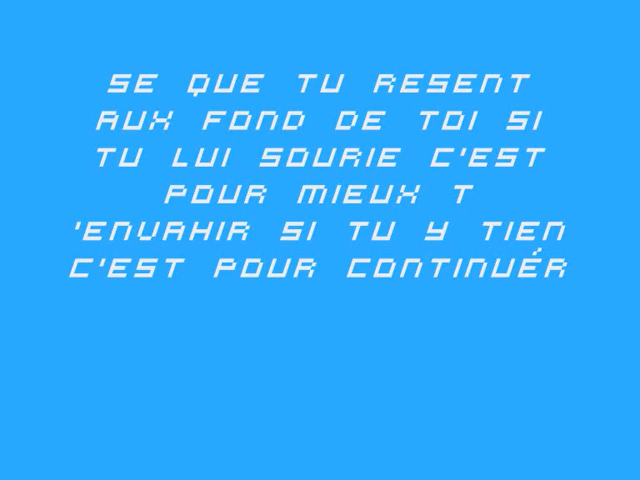 SE QUE TU RESENT
AUX FOND DE TOI SI
TU LUI SOURIE C'EST
POUR MIEUX T
'ENVAHIR SI TU Y TIEN
C'EST POUR CONTINUÉR